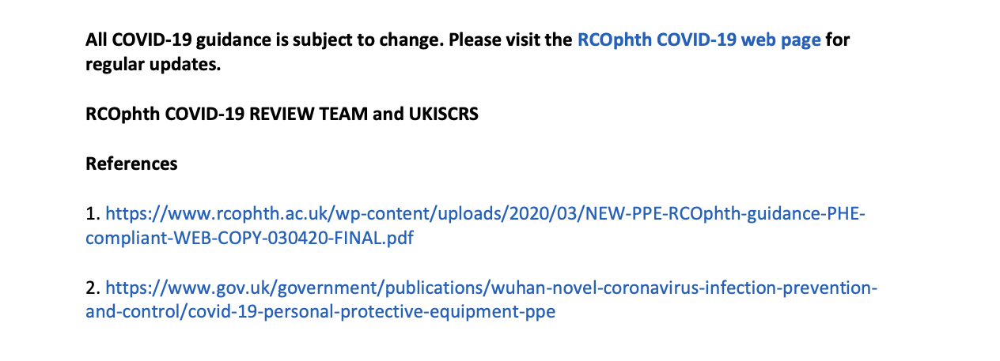 All COVID-19 guidance is subject to change. Please visit the RCOphth COVID-19 web page for
regular updates.
RCOphth COVID-19 REVIEW TEAM and UKISCRS
References
1. https://www.rcophth.ac.uk/wp-content/uploads/2020/03/NEW-PPE-RCOphth-guidance-PHE-
compliant-WEB-COPY-030420-FINAL.pdf
2. https://www.gov.uk/government/publications/wuhan-novel-coronavirus-infection-prevention-
and-control/covid-19-personal-protective-equipment-ppe